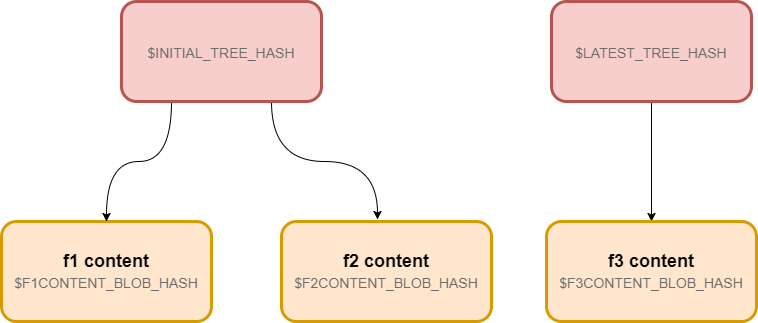 $INITIAL_TREE_HASH
$LATEST_TREE_HASH
f1 content
$F1CONTENT_BLOB_HASH
f2 content
$F2CONTENT_BLOB_HASH
f3 content
$F3CONTENT_BLOB_HASH